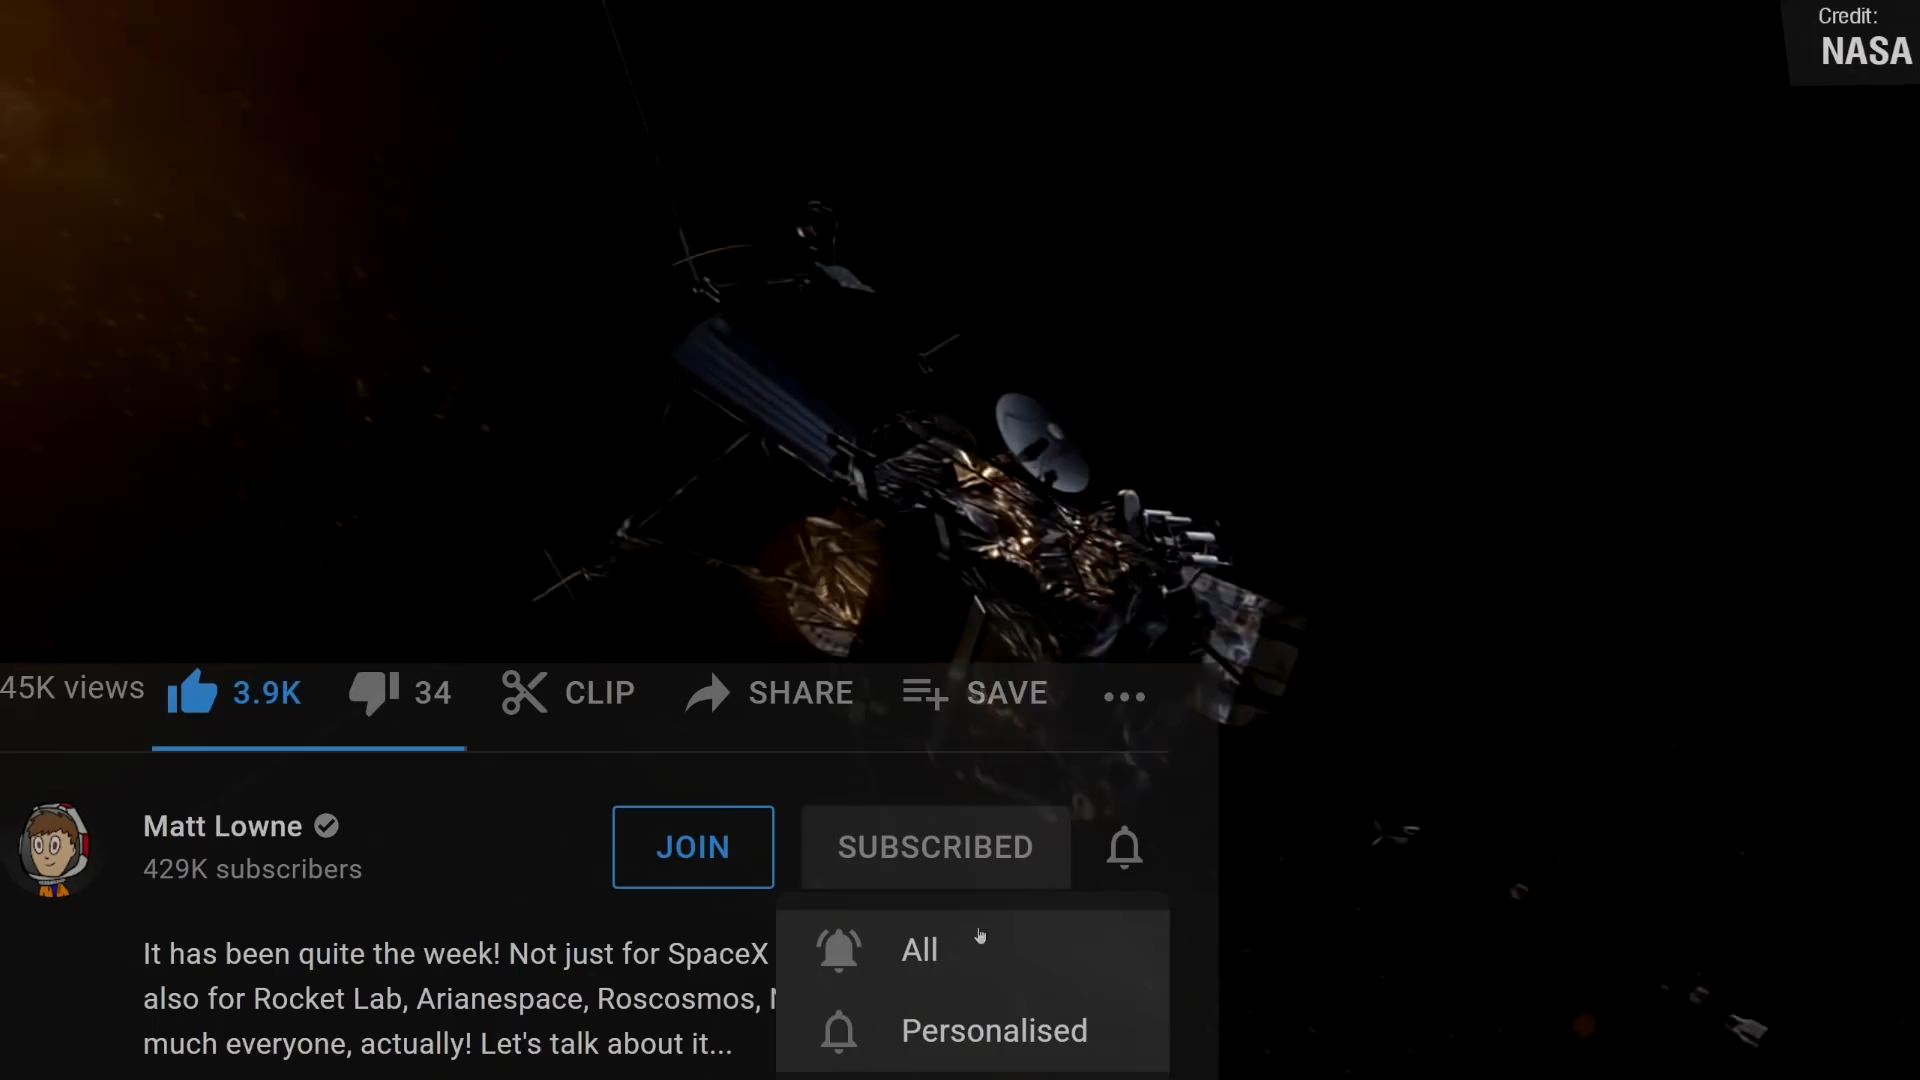 Credit:
NASA
45K views 3.9K 34 CLIP SHARE SAVE
Matt Lowne
429K subscribers
JOIN SUBSCRIBED
It has been quite the week! Not just for SpaceX
also for Rocket Lab, Arianespace, Roscosmos,
much everyone, actually! Let's talk about it...
All
Personalised